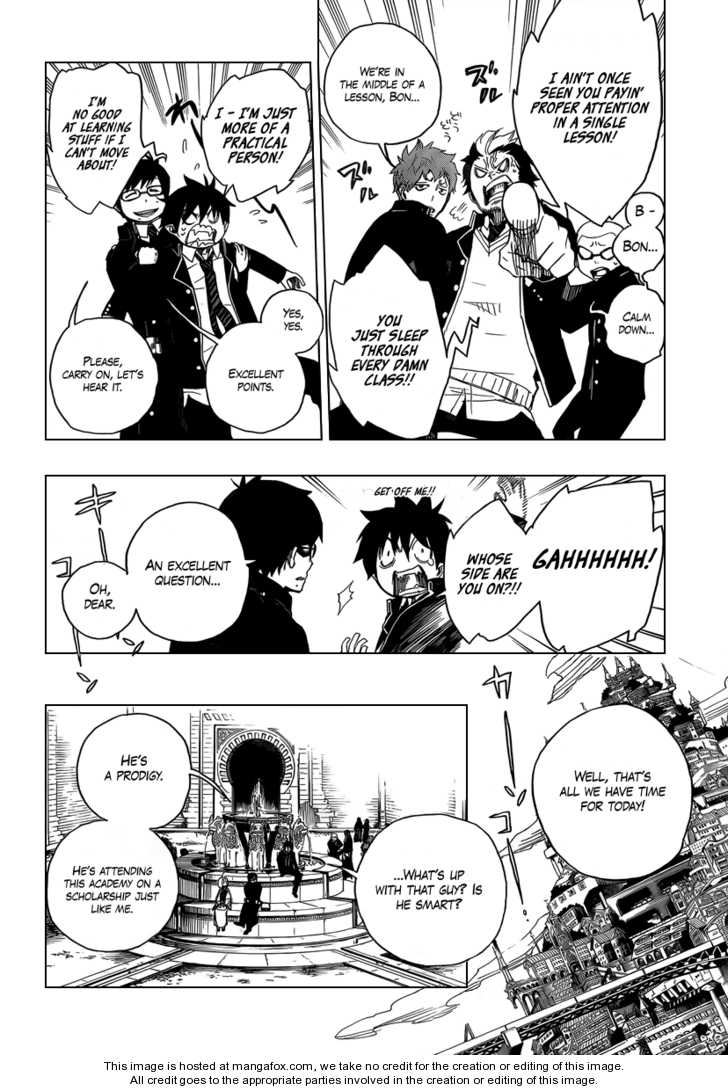 I AIN'T ONCE
SEEN YOU PAYIN'
PROPER ATTENTION
IN A SINGLE
LESSON!
WE'RE IN
THE MIDDLE OF A
LESSON, BON...
ズ
ル
ズ
ル
B -
BON...
CALM
DOWN...
YOU
JUST SLEEP
THROUGH
EVERY DAMN
CLASS!!
I - I'M JUST
MORE OF A
PRACTICAL
PERSON!
I'M
NO GOOD
AT LEARNING
STUFF IF I
CAN'T MOVE
ABOUT!
YES,
YES.
EXCELLENT
POINTS.
PLEASE,
CARRY ON, LET'S
HEAR IT.
GAHHHHHH!
WHOSE
SIDE ARE
YOU ON?!!
GET OFF ME!!
AN EXCELLENT
QUESTION...
OH,
DEAR.
WELL, THAT'S
ALL WE HAVE TIME
FOR TODAY!
...WHAT'S UP
WITH THAT GUY? IS
HE SMART?
HE'S
A PRODIGY.
HE'S ATTENDING
THIS ACADEMY ON A
SCHOLARSHIP JUST
LIKE ME.
This image is hosted at mangafox.com, we take no credit for the creation or editing of this image.
All credit goes to the appropriate parties involved in the creation or editing of this image.